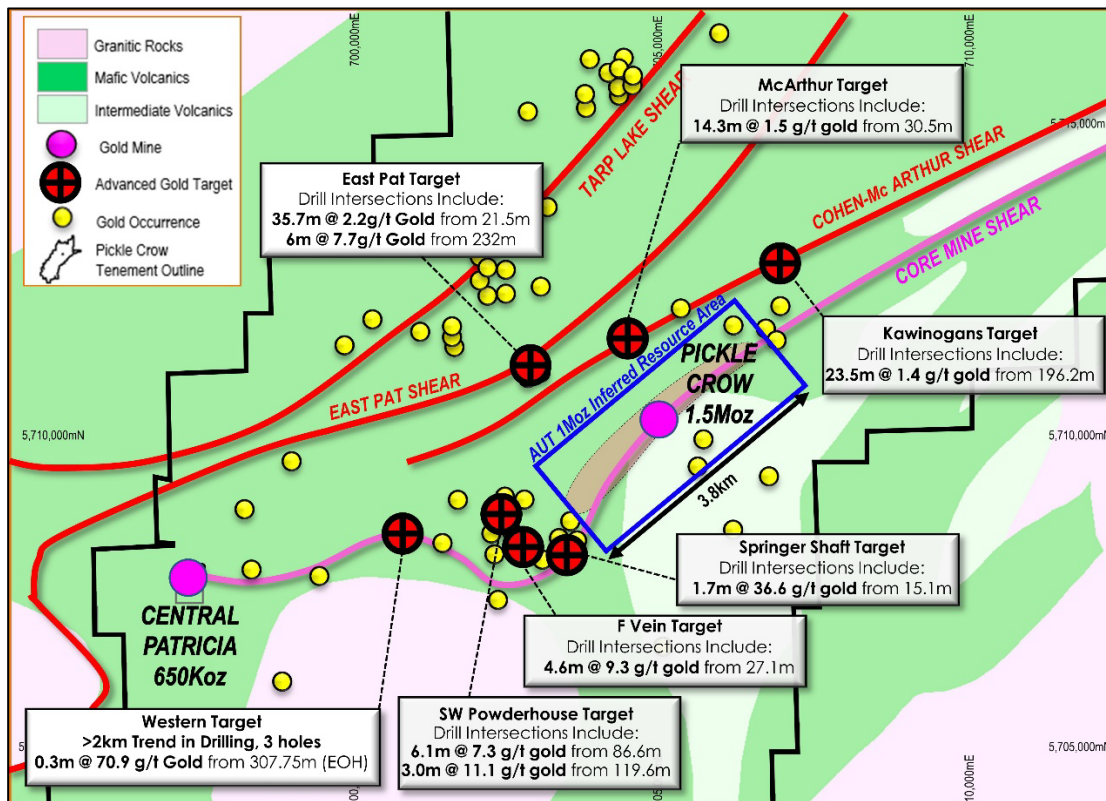 Granitic Rocks
Mafic Volcanics
Intermediate Volcanics
Gold Mine
Advanced Gold Target
Gold Occurrence
Pickle Crow
Tenement Outline
700,000mE
705,000mE
710,000mE
5,715,000mN
McArthur Target
Drill Intersections Include:
14.3m @ 1.5 g/t gold from 30.5m
TARP LAKE SHEAR
East Pat Target
Drill Intersections Include:
35.7m @ 2.2g/t Gold from 21.5m
6m @ 7.7g/t Gold from 232m
COHEN-Mc ARTHUR SHEAR
CORE MINE SHEAR
Kawinogans Target
Drill Intersections Include:
23.5m @ 1.4 g/t gold from 196.2m
EAST PAT SHEAR
AUT 1Moz Inferred Resource Area
PICKLE
CROW
1.5Moz
5,710,000mN
5,710,000mN
3.8km
Springer Shaft Target
Drill Intersections Include:
1.7m @ 36.6 g/t gold from 15.1m
CENTRAL
PATRICIA
650Koz
F Vein Target
Drill Intersections Include:
4.6m @ 9.3 g/t gold from 27.1m
Western Target
>2km Trend in Drilling, 3 holes
0.3m @ 70.9 g/t Gold from 307.75m (EOH)
SW Powderhouse Target
Drill Intersections Include:
6.1m @ 7.3 g/t gold from 86.6m
3.0m @ 11.1 g/t gold from 119.6m
5,705,000mN